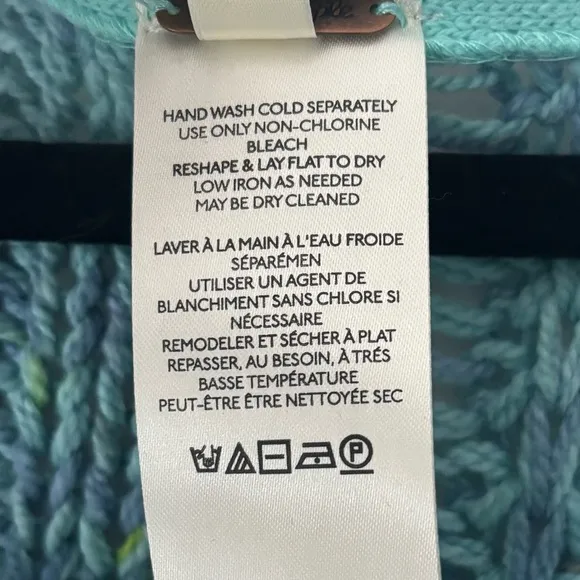 HAND WASH COLD SEPARATELY
USE ONLY NON-CHLORINE
BLEACH
RESHAPE & LAY FLAT TO DRY
LOW IRON AS NEEDED
MAY BE DRY CLEANED
LAVER À LA MAIN À L'EAU FROIDE
SÉPARÉMEN
UTILISER UN AGENT DE
BLANCHIMENT SANS CHLORE SI
NÉCESSAIRE
REMODELER ET SÉCHER À PLAT
REPASSER, AU BESOIN, À TRÉS
BASSE TEMPÉRATURE
PEUT-ÊTRE ÊTRE NETTOYÉE SEC
P